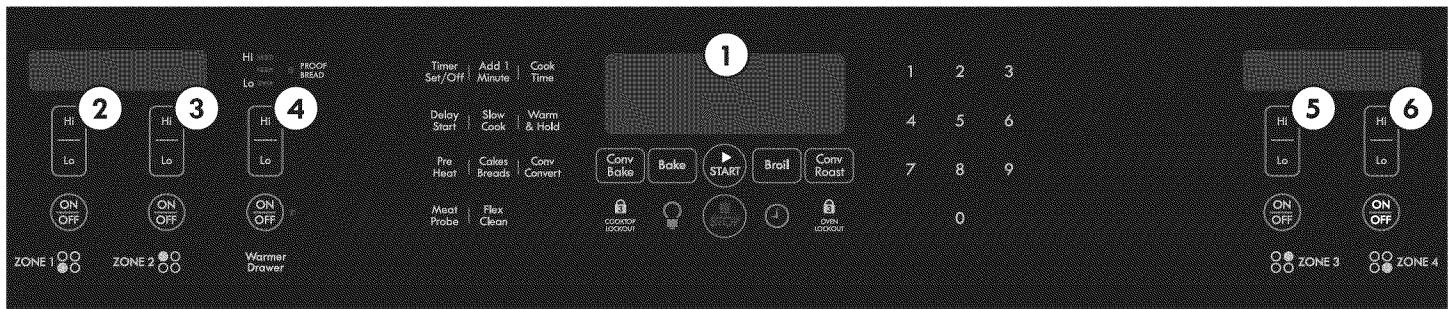 1
Hi
Lo
PROOF
BREAD
Timer
Set/Off
Add 1
Minute
Cook
Time
1 2 3
2
3
4
5
6
Hi
Lo
Hi
Lo
Hi
Lo
Delay
Start
Slow
Cook
Warm
& Hold
4 5 6
Hi
Lo
Hi
Lo
Pre
Heat
Cakes
Breads
Conv
Convert
Conv
Bake
Bake
START
Broil
Conv
Roast
7 8 9
ON
OFF
ON
OFF
ON
OFF
Meat
Probe
Flex
Clean
COOKTOP
LOCKOUT
OVEN
LOCKOUT
0
ON
OFF
ON
OFF
ZONE 1
ZONE 2
Warmer
Drawer
ZONE 3
ZONE 4